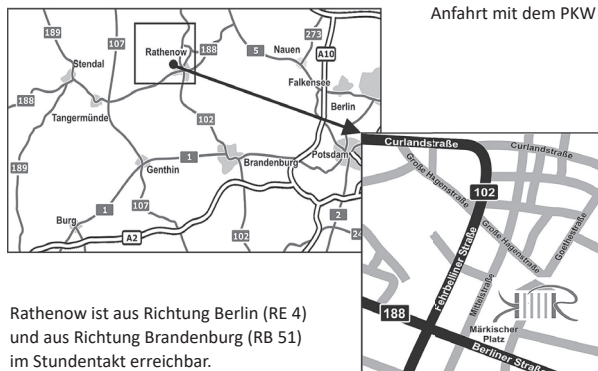 Anfahrt mit dem PKW
189
107
Stendal
Rathenow
188
5
Nauen
273
A10
Falkensee
Berlin
188
Tangermünde
102
189
Genthin
1
Brandenburg
Potsdam
107
1
Burg
A2
102
2
Curlandstraße
Curlandstraße
Große Hagenstraße
102
Große Hagenstraße
Goethestraße
Fehrbelliner Straße
Mittelstraße
188
Märkischer
Platz
Berliner Straße
Rathenow ist aus Richtung Berlin (RE 4)
und aus Richtung Brandenburg (RB 51)
im Stundentakt erreichbar.